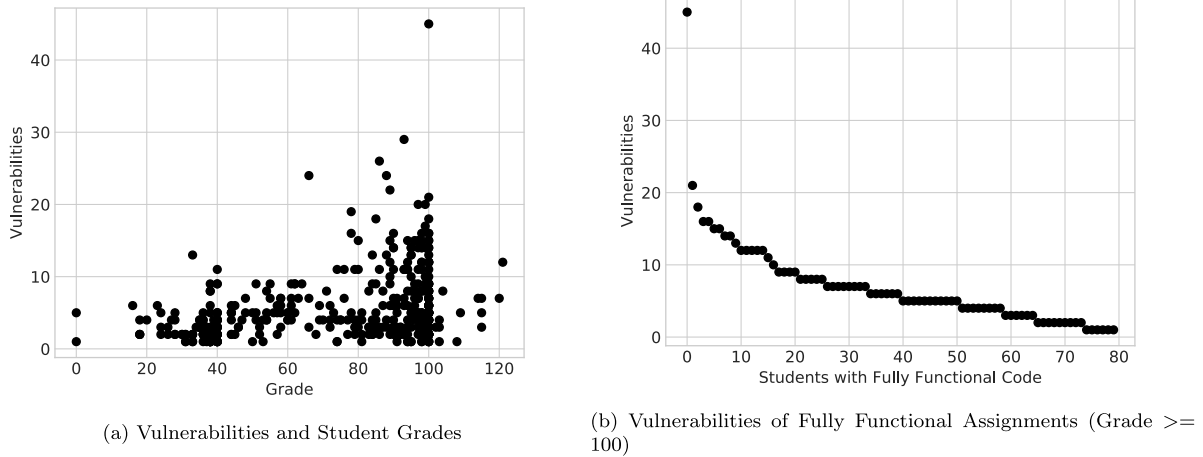 40
30
20
10
0
Vulnerabilities
0 20 40 60 80 100 120
Grade
(a) Vulnerabilities and Student Grades
40
30
20
10
0
Vulnerabilities
0 10 20 30 40 50 60 70 80
Students with Fully Functional Code
(b) Vulnerabilities of Fully Functional Assignments (Grade >=
100)